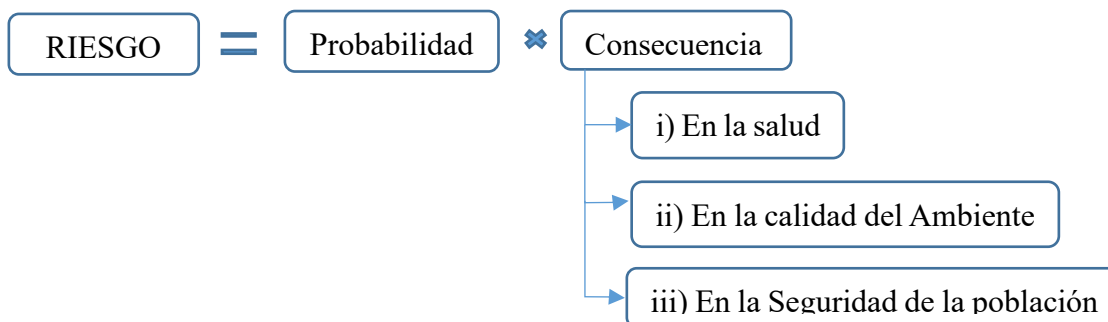 RIESGO = Probabilidad * Consecuencia
i) En la salud
ii) En la calidad del Ambiente
iii) En la Seguridad de la población